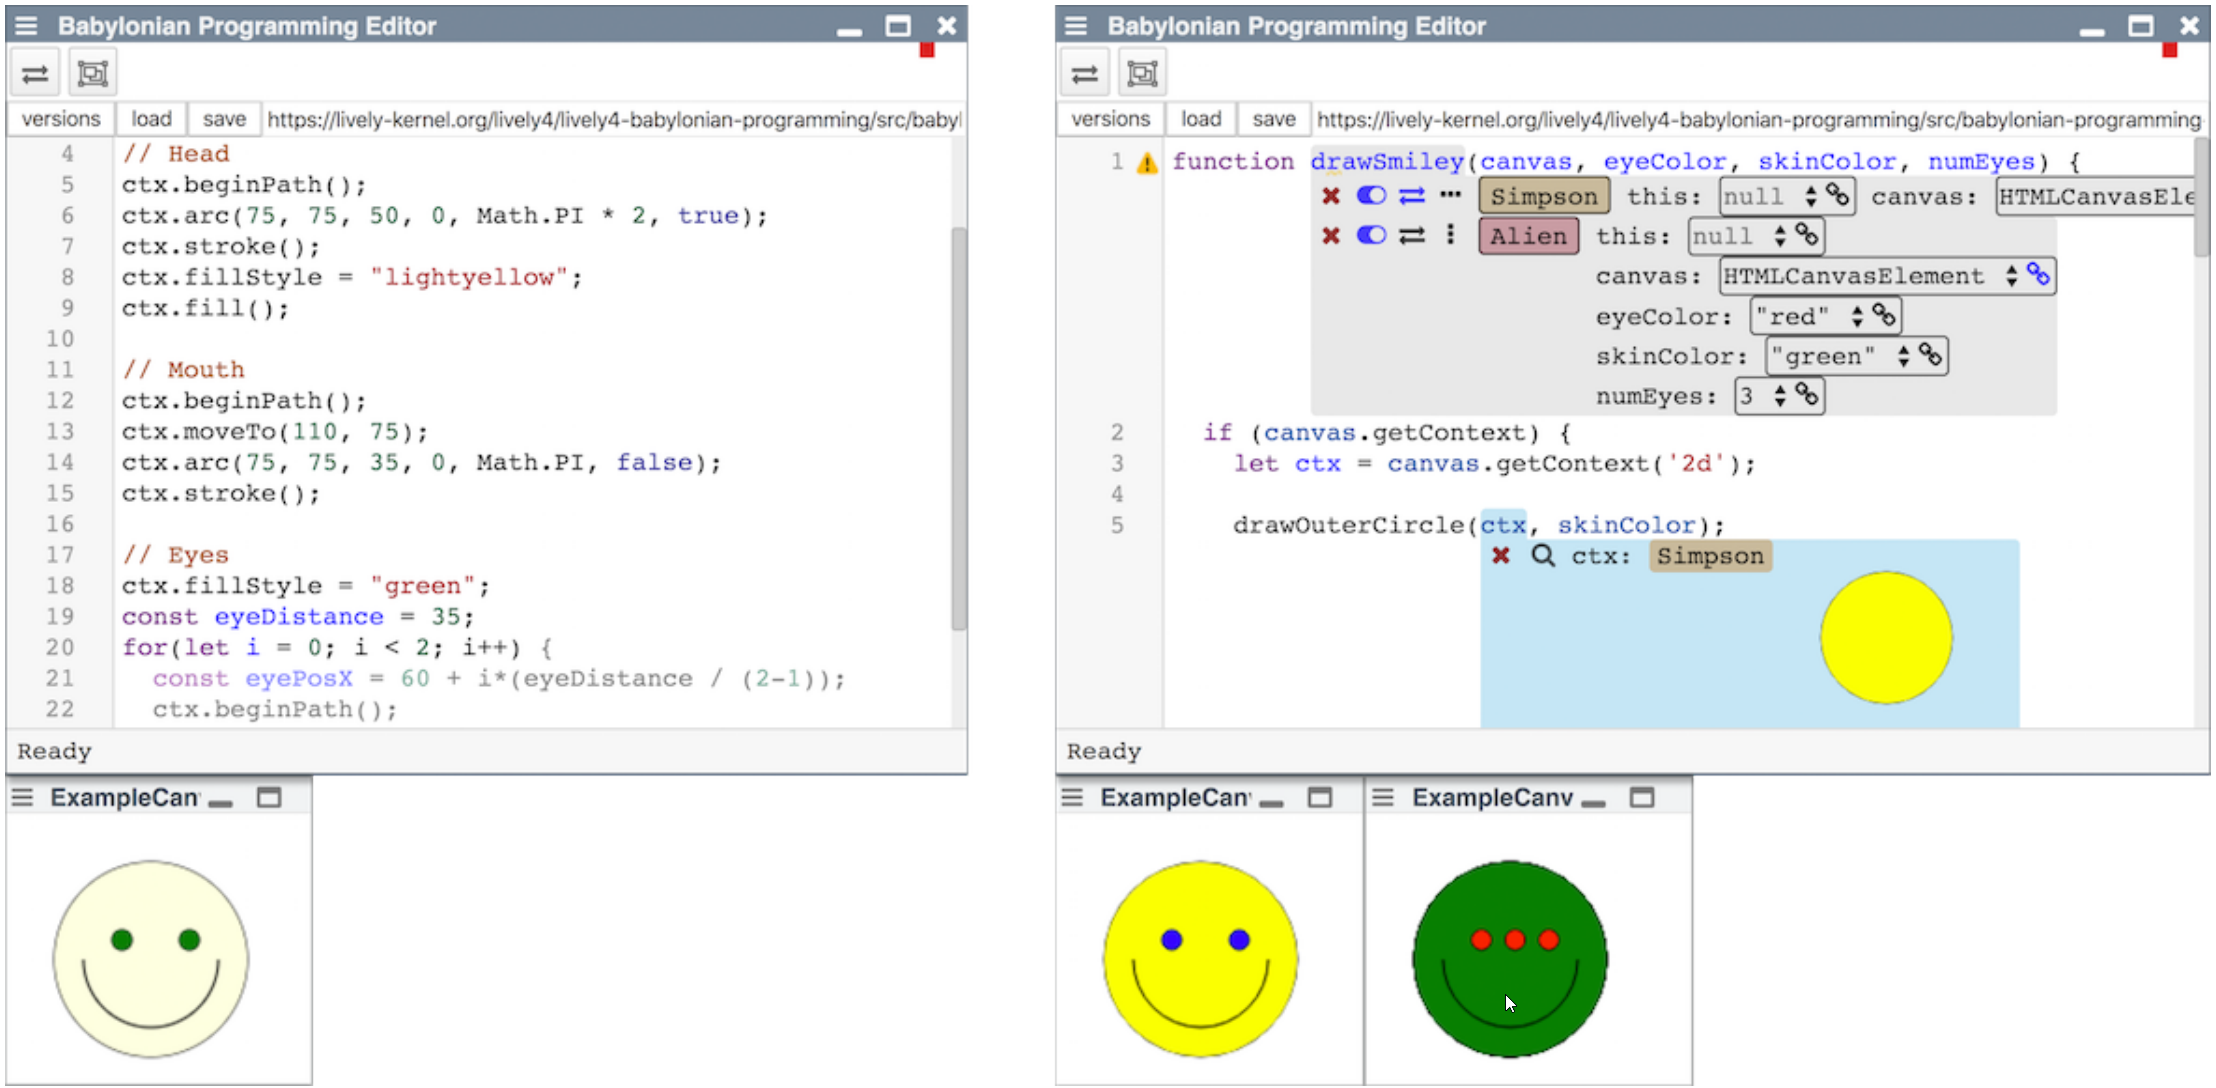 Babylonian Programming Editor
versions load save https://lively-kernel.org/lively4/lively4-babylonian-programming/src/babyl
4 // Head
5 ctx.beginPath();
6 ctx.arc(75, 75, 50, 0, Math.PI * 2, true);
7 ctx.stroke();
8 ctx.fillStyle = "lightyellow";
9 ctx.fill();
10
11 // Mouth
12 ctx.beginPath();
13 ctx.moveTo(110, 75);
14 ctx.arc(75, 75, 35, 0, Math.PI, false);
15 ctx.stroke();
16
17 // Eyes
18 ctx.fillStyle = "green";
19 const eyeDistance = 35;
20 for(let i = 0; i < 2; i++) {
21 const eyePosX = 60 + i*(eyeDistance / (2-1));
22 ctx.beginPath();
Ready
ExampleCan
Babylonian Programming Editor
versions load save https://lively-kernel.org/lively4/lively4-babylonian-programming/src/babylonian-programming-
1 function drawSmiley(canvas, eyeColor, skinColor, numEyes) {
Simpson this: null canvas: HTMLCanvasEle
Alien this: null
canvas: HTMLCanvasElement
eyeColor: "red"
skinColor: "green"
numEyes: 3
2 if (canvas.getContext) {
3 let ctx = canvas.getContext('2d');
4
5 drawOuterCircle(ctx, skinColor);
ctx: Simpson
Ready
ExampleCan
ExampleCanv